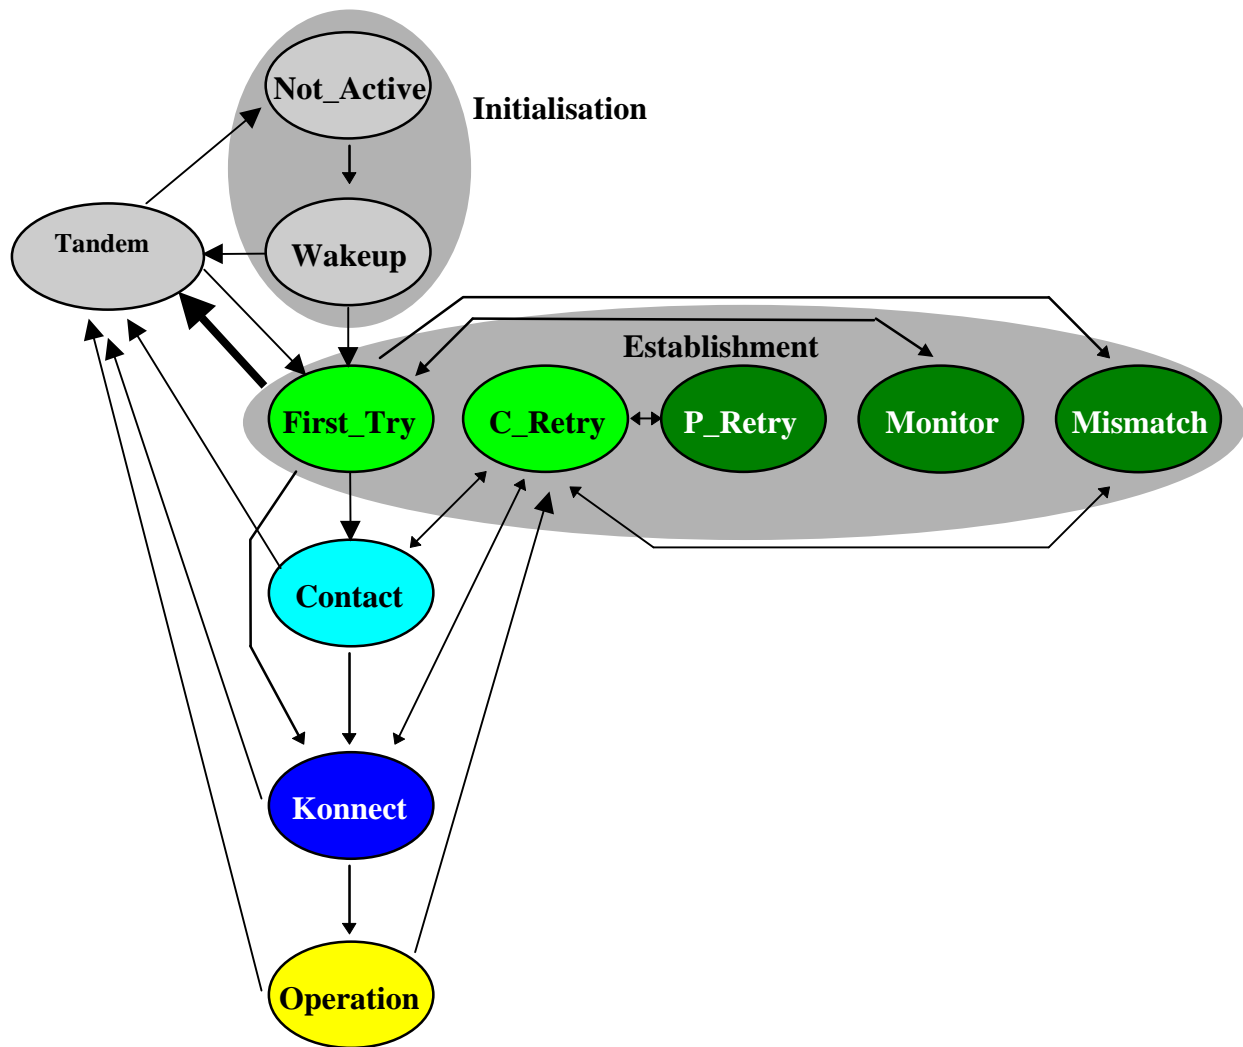 Not_Active
Initialisation
Tandem
Wakeup
Establishment
First_Try
C_Retry
P_Retry
Monitor
Mismatch
Contact
Konnect
Operation